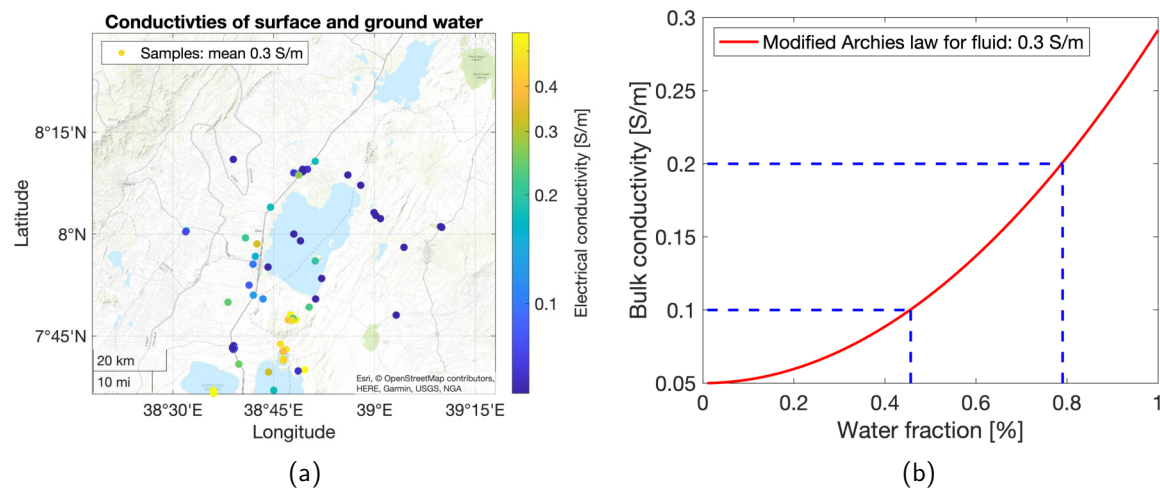 Conductivties of surface and ground water
Samples: mean 0.3 S/m
8°15'N
8°N
7°45'N
Latitude
20 km
10 mi
Esri, © OpenStreetMap contributors,
HERE, Garmin, USGS, NGA
38°30'E 38°45'E 39°E 39°15'E
Longitude
0.4
0.3
0.2
0.1
Electrical conductivity [S/m]
(a)
Modified Archies law for fluid: 0.3 S/m
0.3
0.25
0.2
0.15
0.1
0.05
Bulk conductivity [S/m]
0 0.2 0.4 0.6 0.8 1
Water fraction [%]
(b)